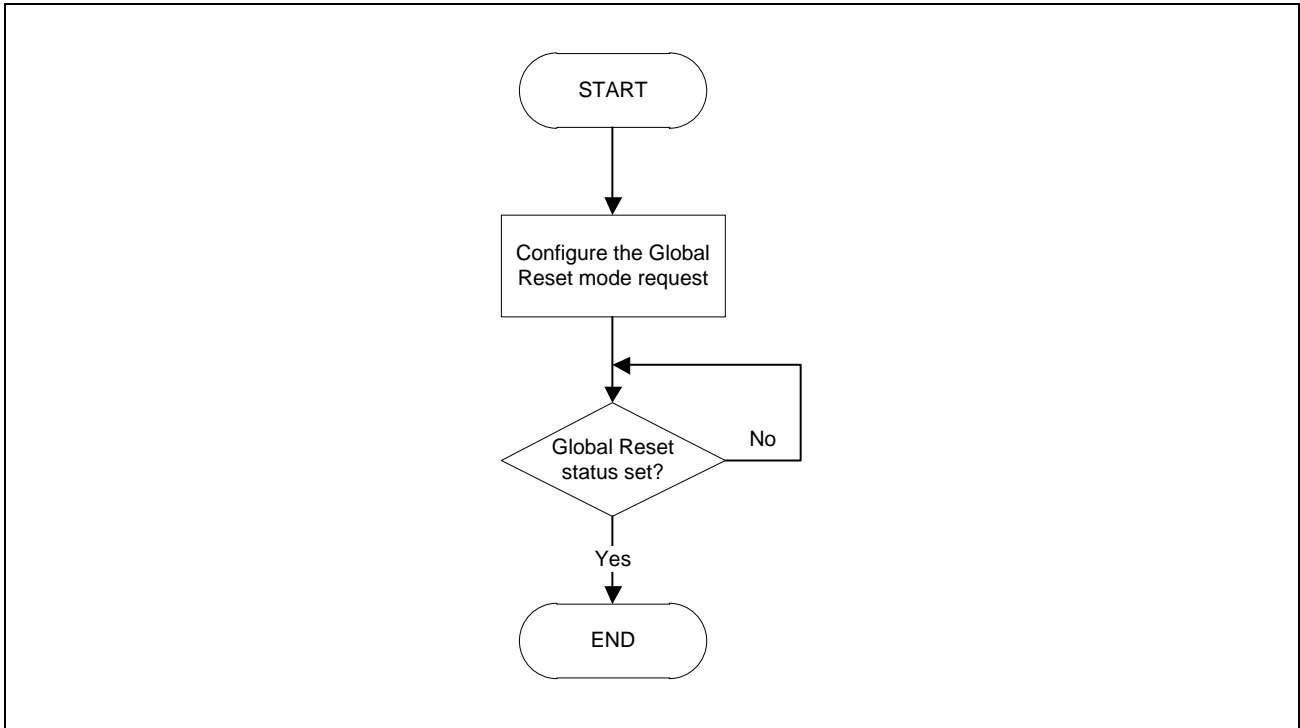 START
Configure the Global
Reset mode request
Global Reset
status set?
No
Yes
END